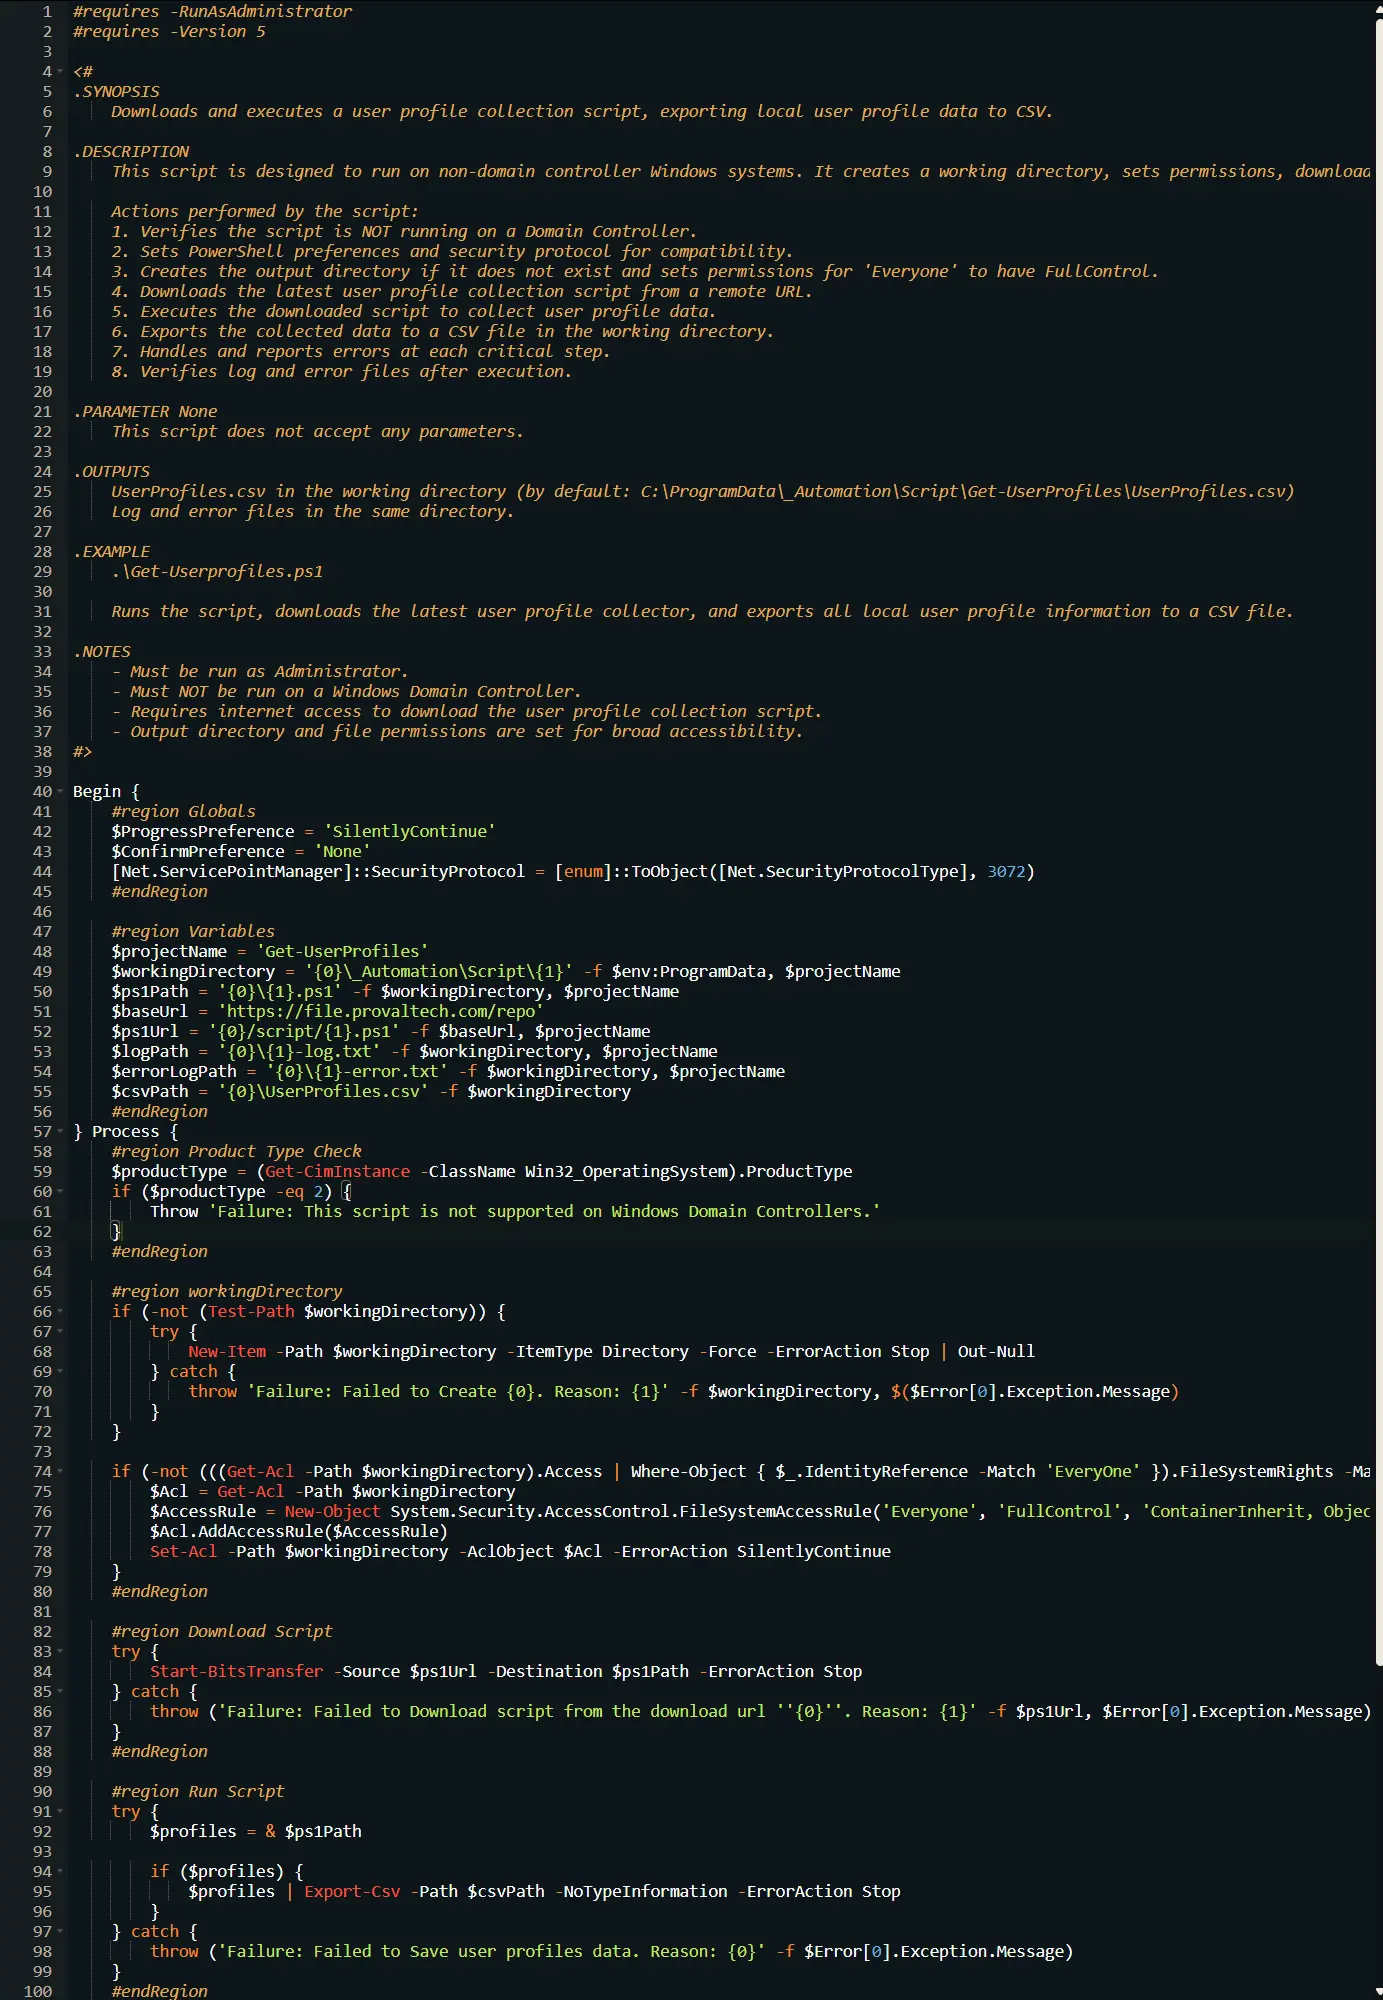 1 #requires -RunAsAdministrator
2 #requires -Version 5
3
4 <#
5 .SYNOPSIS
6     Downloads and executes a user profile collection script, exporting local user profile data to CSV.
7
8 .DESCRIPTION
9     This script is designed to run on non-domain controller Windows systems. It creates a working directory, sets permissions, download
10
11     Actions performed by the script:
12     1. Verifies the script is NOT running on a Domain Controller.
13     2. Sets PowerShell preferences and security protocol for compatibility.
14     3. Creates the output directory if it does not exist and sets permissions for 'Everyone' to have FullControl.
15     4. Downloads the latest user profile collection script from a remote URL.
16     5. Executes the downloaded script to collect user profile data.
17     6. Exports the collected data to a CSV file in the working directory.
18     7. Handles and reports errors at each critical step.
19     8. Verifies log and error files after execution.
20
21 .PARAMETER None
22     This script does not accept any parameters.
23
24 .OUTPUTS
25     UserProfiles.csv in the working directory (by default: C:\ProgramData\_Automation\Script\Get-UserProfiles\UserProfiles.csv)
26     Log and error files in the same directory.
27
28 .EXAMPLE
29     .\Get-Userprofiles.ps1
30
31     Runs the script, downloads the latest user profile collector, and exports all local user profile information to a CSV file.
32
33 .NOTES
34     - Must be run as Administrator.
35     - Must NOT be run on a Windows Domain Controller.
36     - Requires internet access to download the user profile collection script.
37     - Output directory and file permissions are set for broad accessibility.
38 #>
39
40 Begin {
41     #region Globals
42     $ProgressPreference = 'SilentlyContinue'
43     $ConfirmPreference = 'None'
44     [Net.ServicePointManager]::SecurityProtocol = [enum]::ToObject([Net.SecurityProtocolType], 3072)
45     #endRegion
46
47     #region Variables
48     $projectName = 'Get-UserProfiles'
49     $workingDirectory = '{0}\_Automation\Script\{1}' -f $env:ProgramData, $projectName
50     $ps1Path = '{0}\{1}.ps1' -f $workingDirectory, $projectName
51     $baseUrl = 'https://file.provaltech.com/repo'
52     $ps1Url = '{0}/script/{1}.ps1' -f $baseUrl, $projectName
53     $logPath = '{0}\{1}-log.txt' -f $workingDirectory, $projectName
54     $errorLogPath = '{0}\{1}-error.txt' -f $workingDirectory, $projectName
55     $csvPath = '{0}\UserProfiles.csv' -f $workingDirectory
56     #endRegion
57 } Process {
58     #region Product Type Check
59     $productType = (Get-CimInstance -ClassName Win32_OperatingSystem).ProductType
60     if ($productType -eq 2) {
61         Throw 'Failure: This script is not supported on Windows Domain Controllers.'
62     }
63     #endRegion
64
65     #region workingDirectory
66     if (-not (Test-Path $workingDirectory)) {
67         try {
68             New-Item -Path $workingDirectory -ItemType Directory -Force -ErrorAction Stop | Out-Null
69         } catch {
70             throw 'Failure: Failed to Create {0}. Reason: {1}' -f $workingDirectory, $($Error[0].Exception.Message)
71         }
72     }
73
74     if (-not (((Get-Acl -Path $workingDirectory).Access | Where-Object { $_.IdentityReference -Match 'EveryOne' }).FileSystemRights -Ma
75         $Acl = Get-Acl -Path $workingDirectory
76         $AccessRule = New-Object System.Security.AccessControl.FileSystemAccessRule('Everyone', 'FullControl', 'ContainerInherit, Objec
77         $Acl.AddAccessRule($AccessRule)
78         Set-Acl -Path $workingDirectory -AclObject $Acl -ErrorAction SilentlyContinue
79     }
80     #endRegion
81
82     #region Download Script
83     try {
84         Start-BitsTransfer -Source $ps1Url -Destination $ps1Path -ErrorAction Stop
85     } catch {
86         throw ('Failure: Failed to Download script from the download url ''{0}''. Reason: {1}' -f $ps1Url, $Error[0].Exception.Message)
87     }
88     #endRegion
89
90     #region Run Script
91     try {
92         $profiles = & $ps1Path
93
94         if ($profiles) {
95             $profiles | Export-Csv -Path $csvPath -NoTypeInformation -ErrorAction Stop
96         }
97     } catch {
98         throw ('Failure: Failed to Save user profiles data. Reason: {0}' -f $Error[0].Exception.Message)
99     }
100     #endRegion